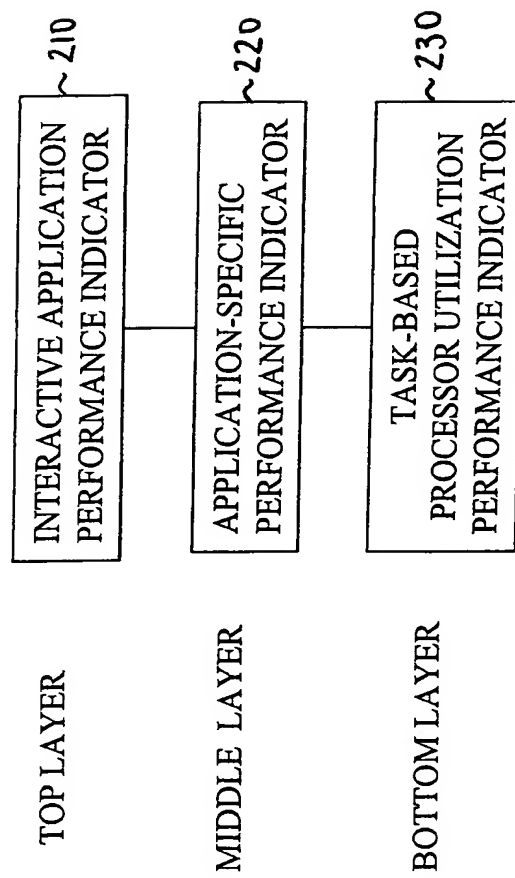 TOP LAYER
INTERACTIVE APPLICATION
PERFORMANCE INDICATOR
~210
MIDDLE LAYER
APPLICATION-SPECIFIC
PERFORMANCE INDICATOR
~220
BOTTOM LAYER
TASK-BASED
PROCESSOR UTILIZATION
PERFORMANCE INDICATOR
~230